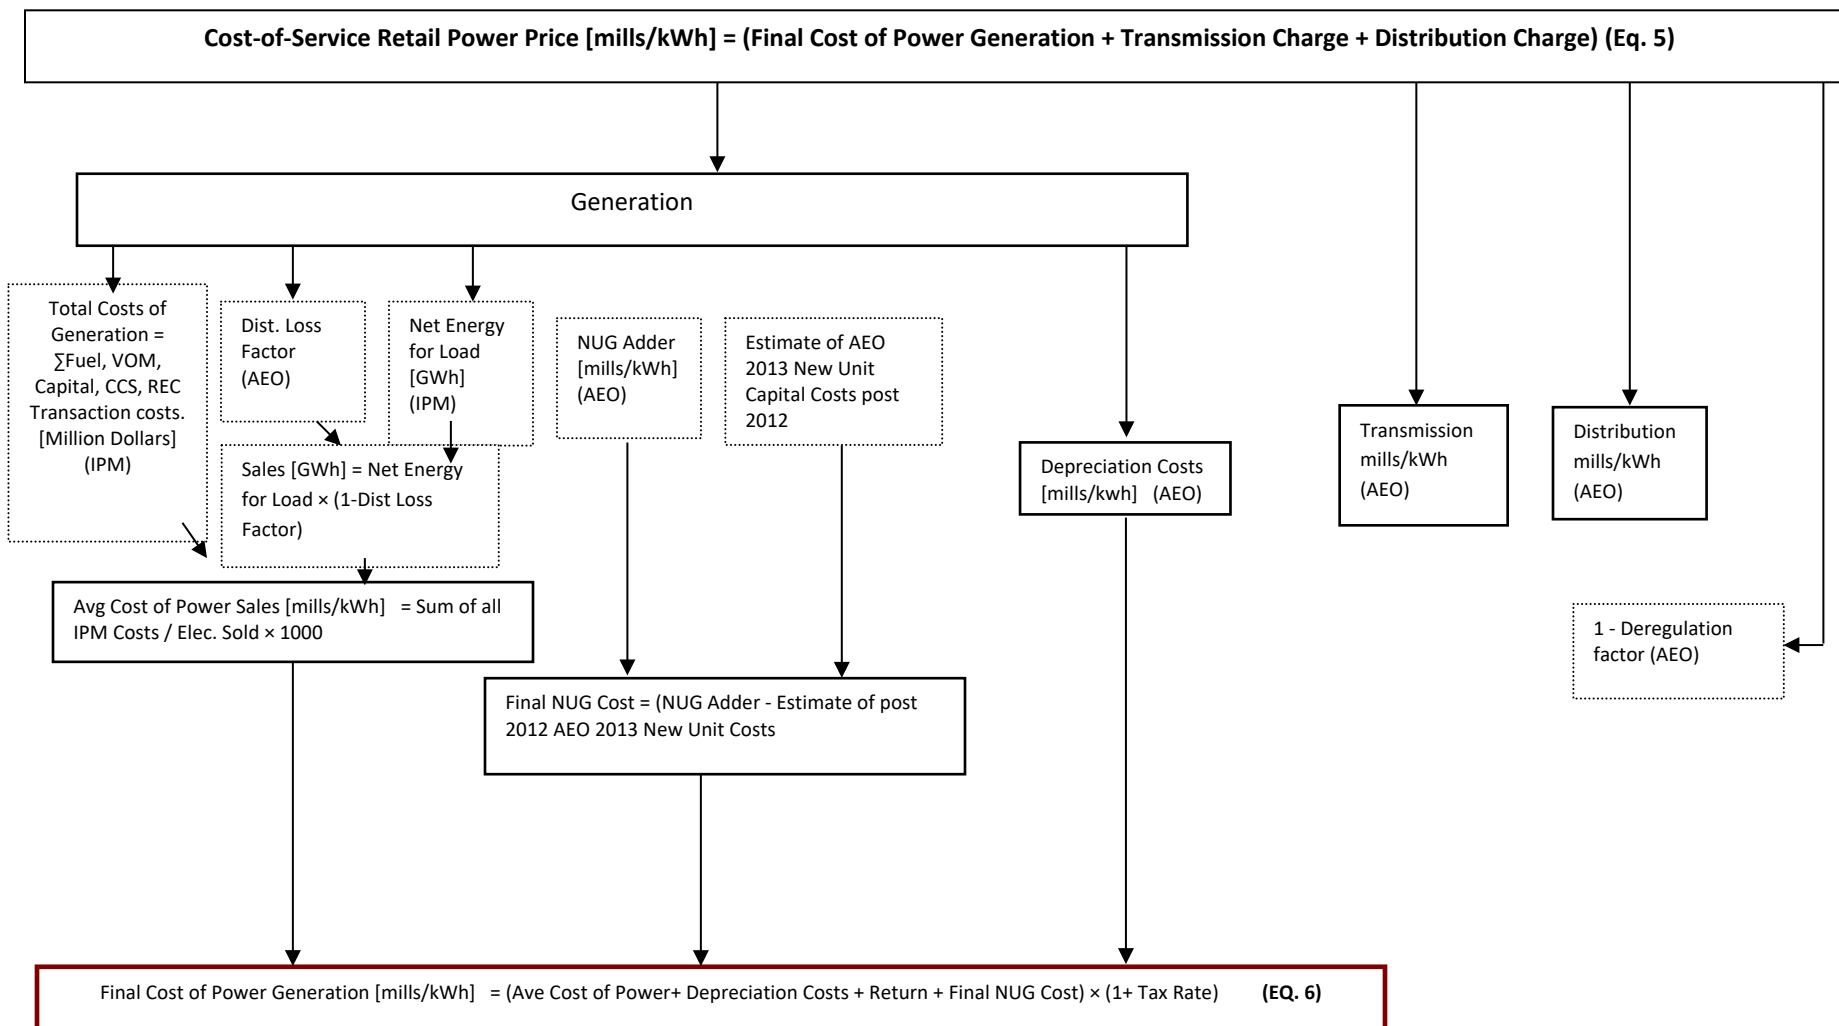 Cost-of-Service Retail Power Price [mills/kWh] = (Final Cost of Power Generation + Transmission Charge + Distribution Charge) (Eq. 5)
Generation
Total Costs of
Generation =
∑Fuel, VOM,
Capital, CCS, REC
Transaction costs.
[Million Dollars]
(IPM)
Dist. Loss
Factor
(AEO)
Net Energy
for Load
[GWh]
(IPM)
NUG Adder
[mills/kWh]
(AEO)
Estimate of AEO
2013 New Unit
Capital Costs post
2012
Sales [GWh] = Net Energy
for Load × (1-Dist Loss
Factor)
Depreciation Costs
[mills/kwh] (AEO)
Transmission
mills/kWh
(AEO)
Distribution
mills/kWh
(AEO)
Avg Cost of Power Sales [mills/kWh] = Sum of all
IPM Costs / Elec. Sold × 1000
1 - Deregulation
factor (AEO)
Final NUG Cost = (NUG Adder - Estimate of post
2012 AEO 2013 New Unit Costs
Final Cost of Power Generation [mills/kWh] = (Ave Cost of Power+ Depreciation Costs + Return + Final NUG Cost) × (1+ Tax Rate) (EQ. 6)